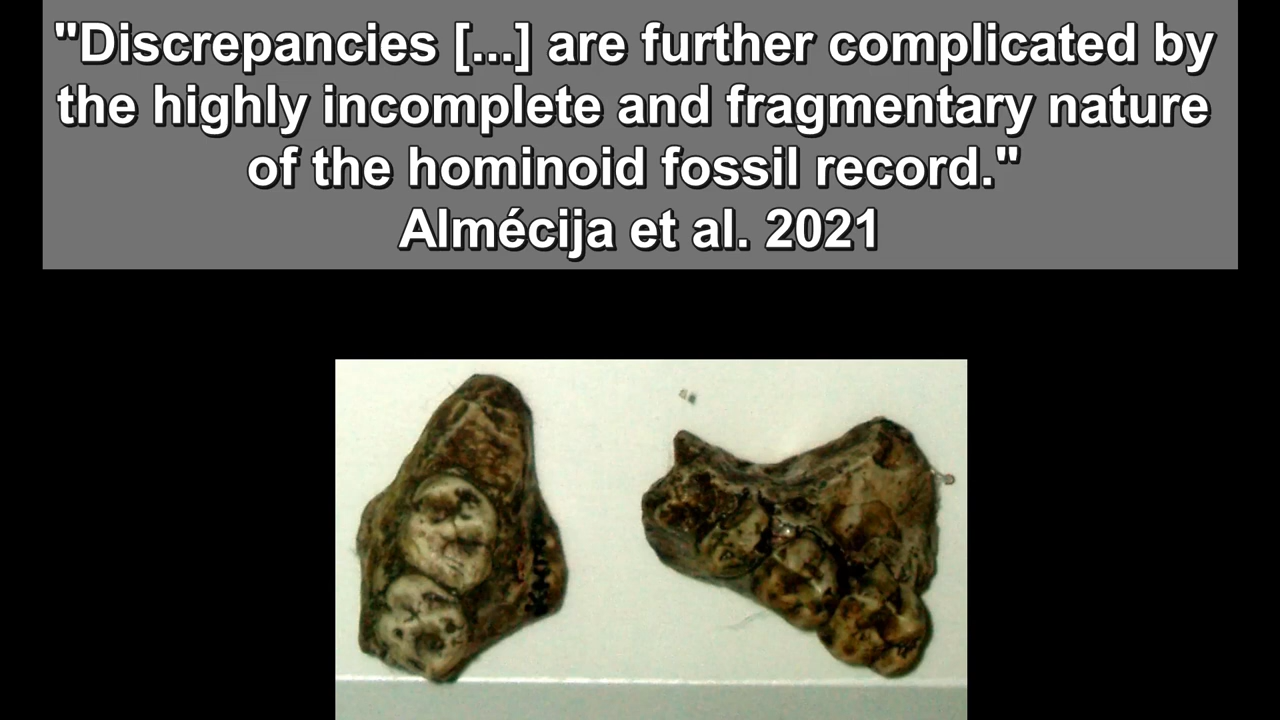 "Discrepancies [...] are further complicated by
the highly incomplete and fragmentary nature
of the hominoid fossil record."
Almécija et al. 2021